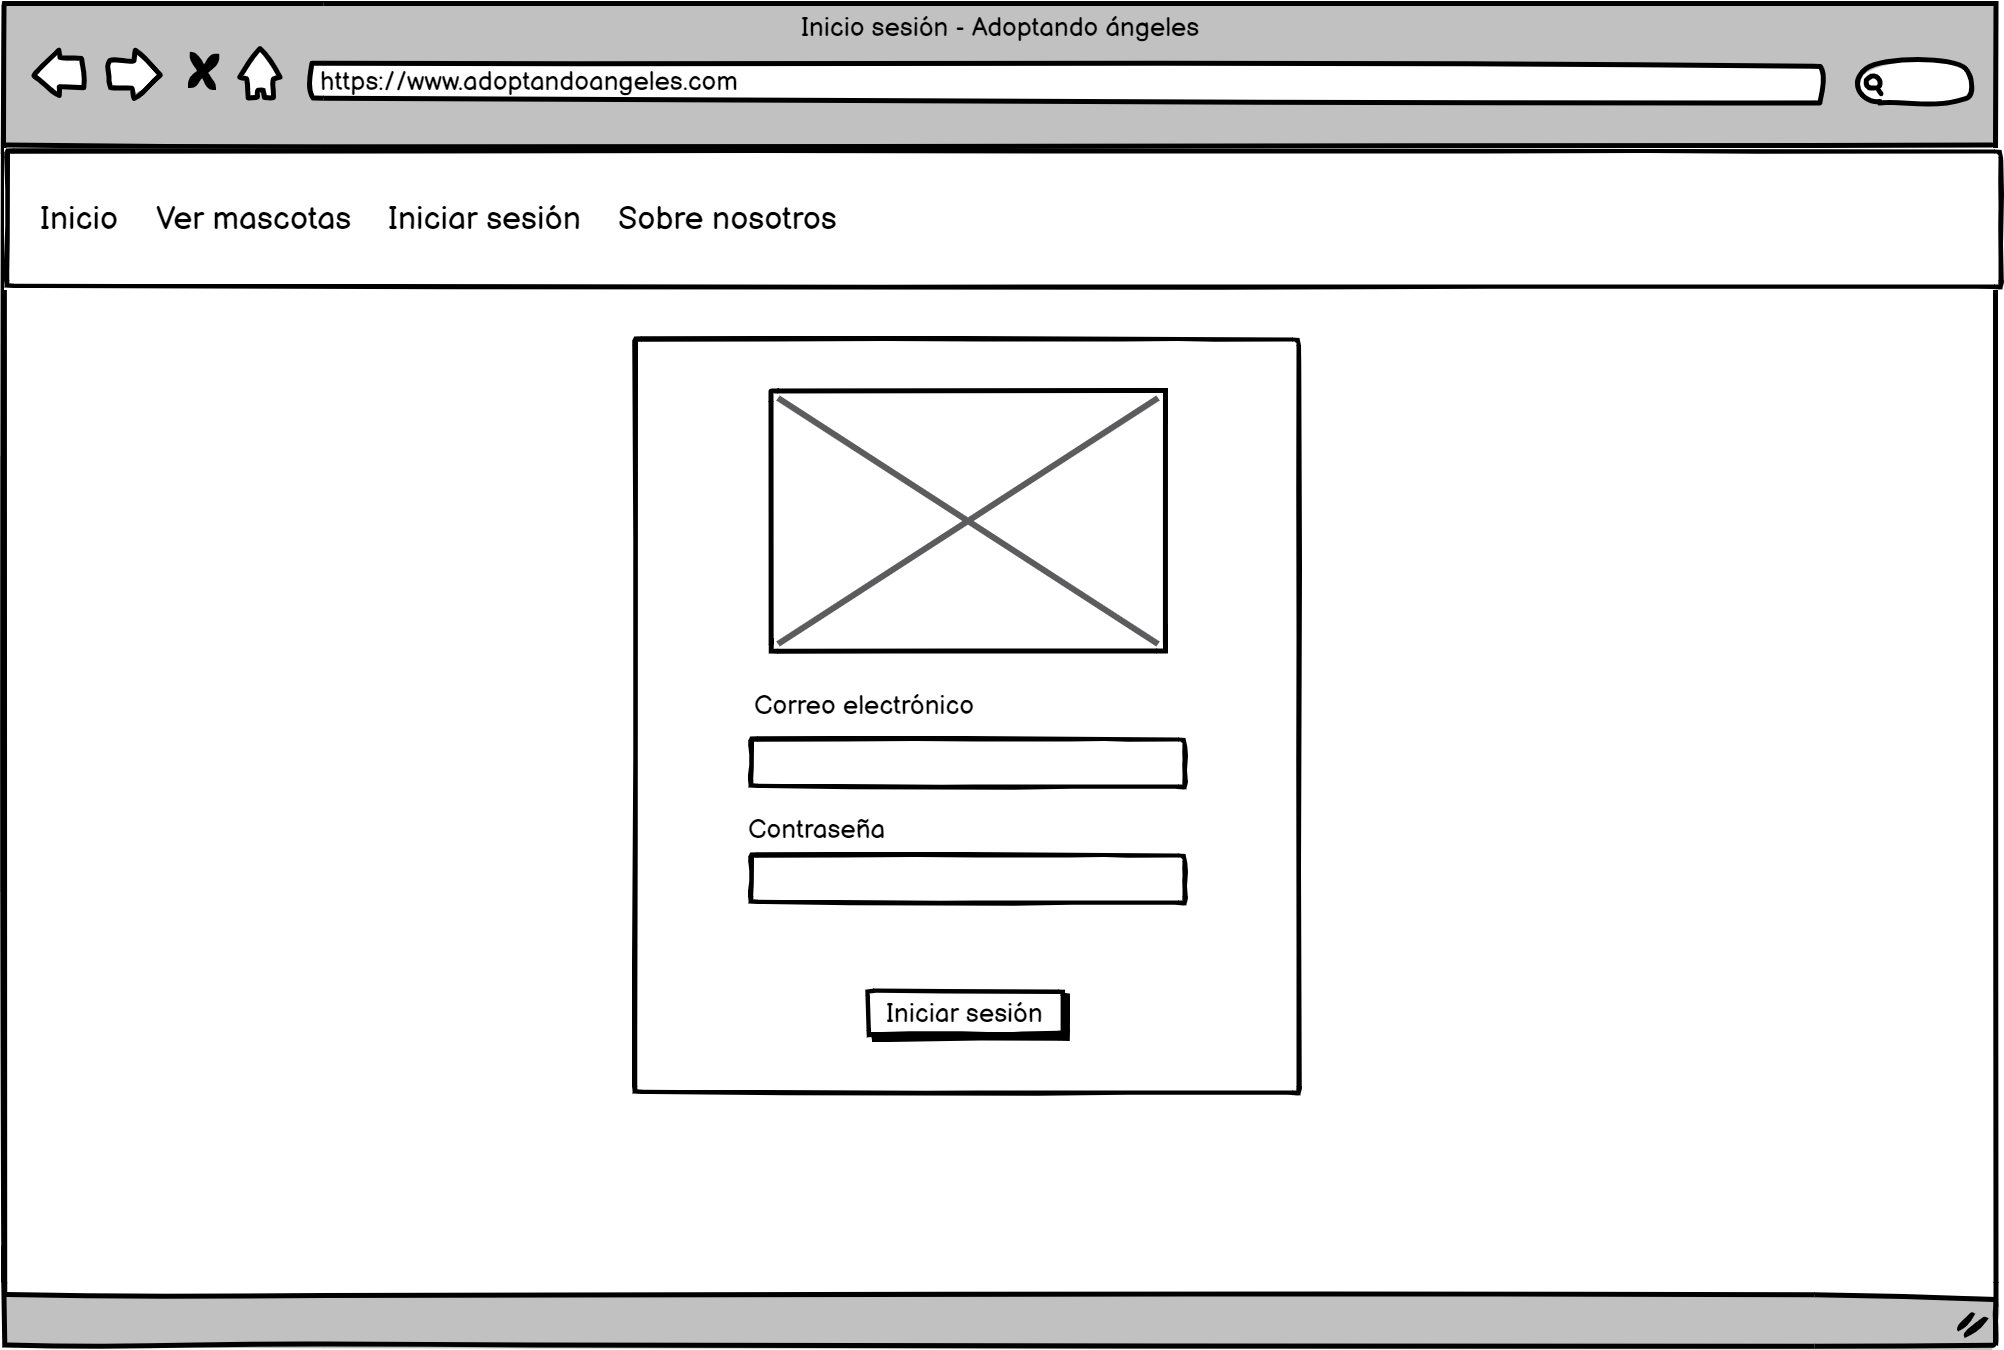 Inicio sesión - Adoptando ángeles
https://www.adoptandoangeles.com
Inicio Ver mascotas Iniciar sesión Sobre nosotros
Correo electrónico
Contraseña
Iniciar sesión